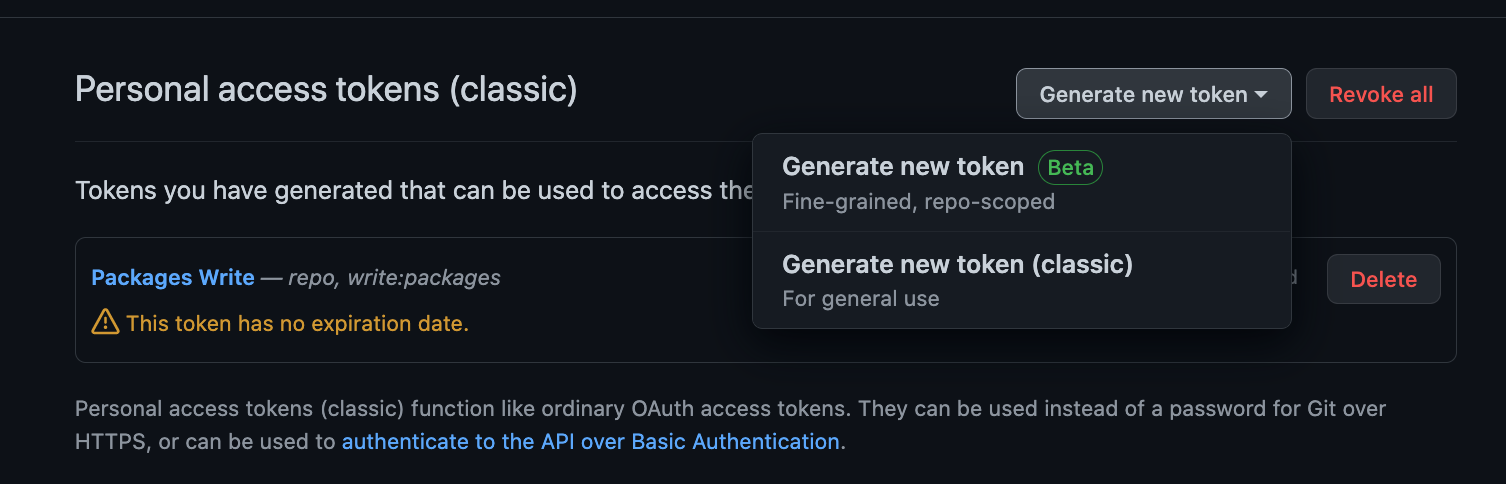 Personal access tokens (classic)
Generate new token
Revoke all
Generate new token Beta
Fine-grained, repo-scoped
Generate new token (classic)
For general use
Tokens you have generated that can be used to access the
Packages Write — repo, write:packages
Delete
This token has no expiration date.
Personal access tokens (classic) function like ordinary OAuth access tokens. They can be used instead of a password for Git over
HTTPS, or can be used to authenticate to the API over Basic Authentication.